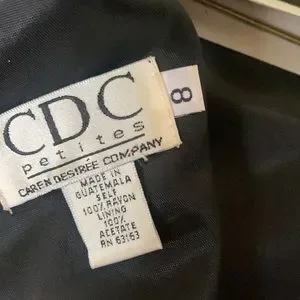 CDC
petites
CAREN DESIREE COMPANY
8
MADE IN
GUATEMALA
SELF
100% RAYON
LINING
100%
ACETATE
RN 63163